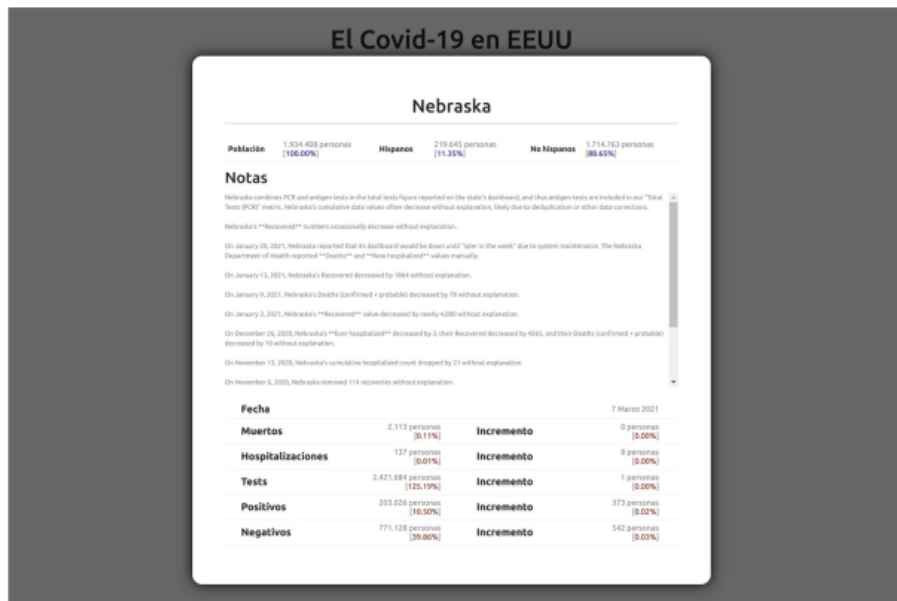 El Covid-19 en EEUU
Nebraska
Población 1.934.408 personas [100.00%] Hispanos 219.645 personas [11.35%] No hispanos 1.714.763 personas [88.65%]
Notas
Nebraska combines PCR and antigen tests in the total tests figure reported on the state's dashboard, and thus antigen tests are included in our "Total
Tests (PCR)" metric. Nebraska's cumulative data values often decrease without explanation, likely due to deduplication or other data corrections.
Nebraska's **Recovered** numbers occasionally decrease without explanation.
On January 20, 2021, Nebraska reported that its dashboard would be down until "later in the week" due to system maintenance. The Nebraska
Department of Health reported **Deaths** and **Now hospitalized** values manually.
On January 13, 2021, Nebraska's Recovered decreased by 1064 without explanation.
On January 9, 2021, Nebraska's Deaths (confirmed + probable) decreased by 78 without explanation.
On January 3, 2021, Nebraska's **Recovered** value decreased by nearly 4,000 without explanation.
On December 26, 2020, Nebraska's **Ever hospitalized** decreased by 3, their Recovered decreased by 4265, and their Deaths (confirmed + probable)
decreased by 10 without explanation.
On November 13, 2020, Nebraska's cumulative hospitalized count dropped by 21 without explanation.
On November 6, 2020, Nebraska removed 114 recoveries without explanation.
Fecha 7 Marzo 2021
Muertos 2.113 personas [0.11%] Incremento 0 personas [0.00%]
Hospitalizaciones 137 personas [0.01%] Incremento 8 personas [0.00%]
Tests 2.421.684 personas [125.19%] Incremento 1 personas [0.00%]
Positivos 203.026 personas [10.50%] Incremento 373 personas [0.02%]
Negativos 771.128 personas [39.86%] Incremento 542 personas [0.03%]